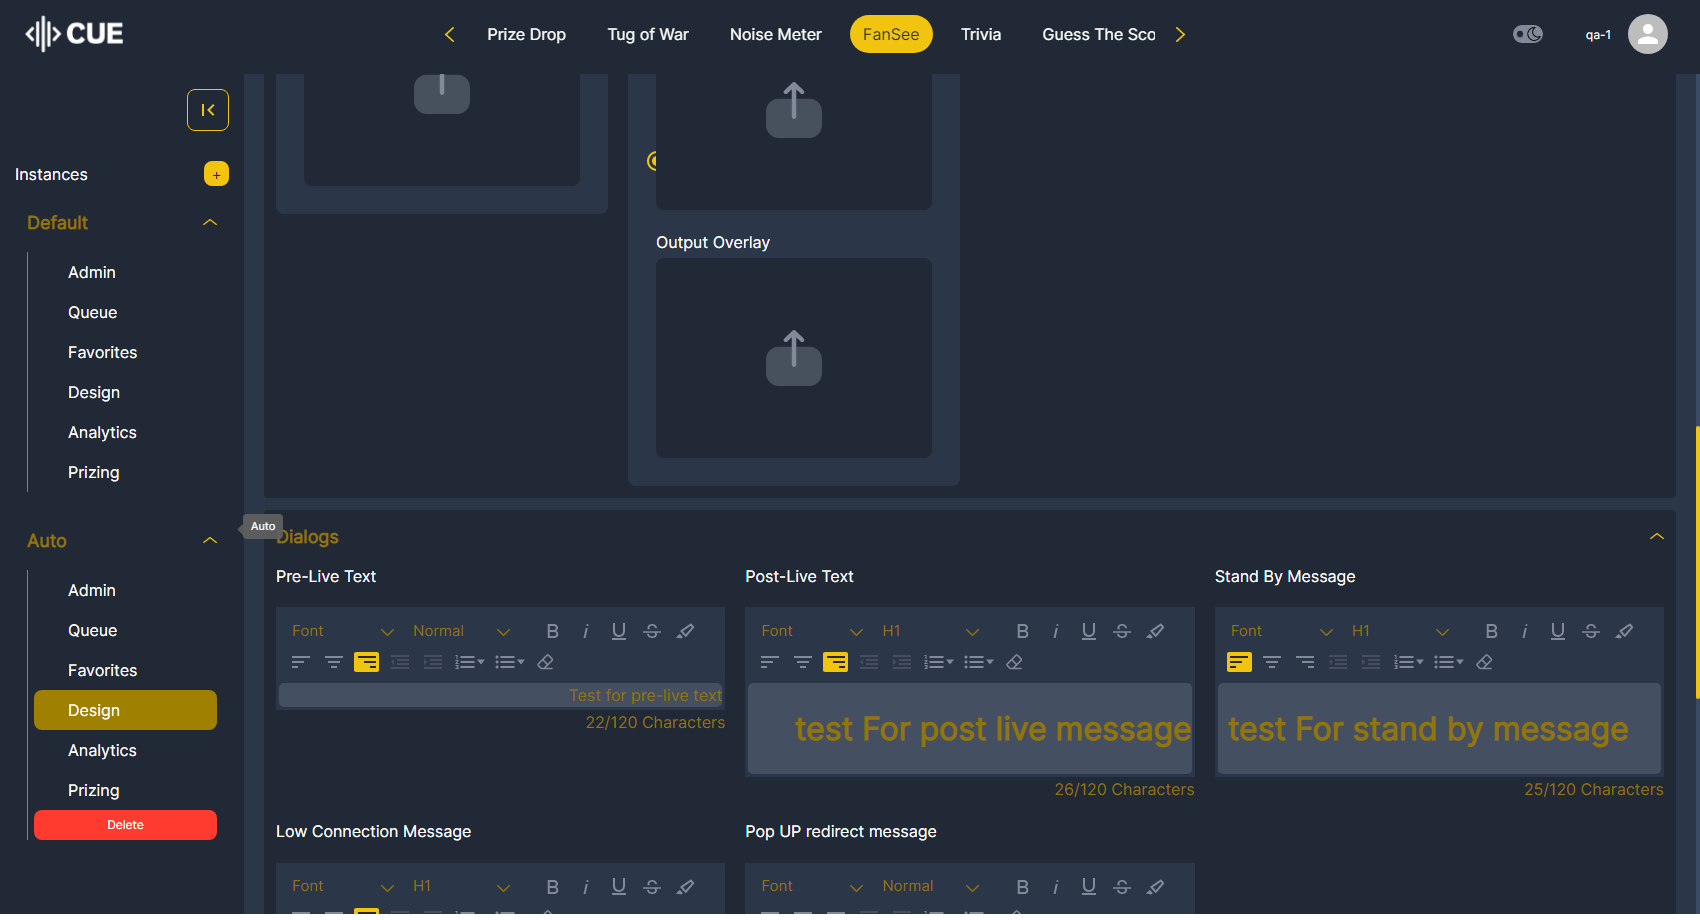 CUE
Prize Drop
Tug of War
Noise Meter
FanSee
Trivia
Guess The Sco
qa-1
Instances
+
Default
Admin
Queue
Favorites
Design
Analytics
Prizing
Auto
Admin
Queue
Favorites
Design
Analytics
Prizing
Delete
Auto
Output Overlay
Dialogs
Pre-Live Text
Font Normal B i U S
Test for pre-live text
22/120 Characters
Post-Live Text
Font H1 B i U S
test For post live message
26/120 Characters
Stand By Message
Font H1 B i U S
test For stand by message
25/120 Characters
Low Connection Message
Font H1 B i U S
Pop UP redirect message
Font Normal B i U S